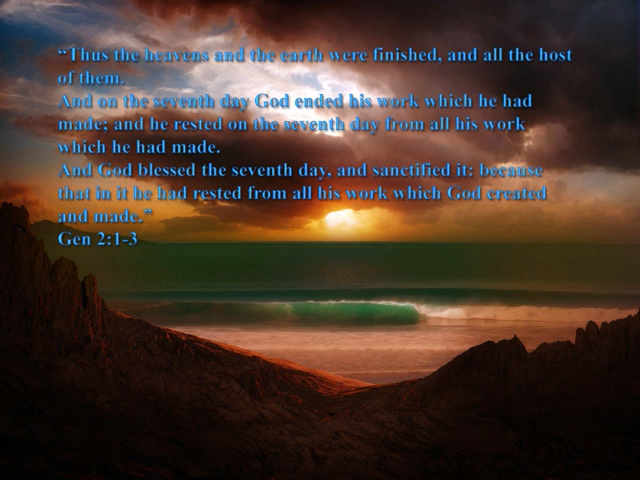 “Thus the heavens and the earth were finished, and all the host
of them.
And on the seventh day God ended his work which he had
made; and he rested on the seventh day from all his work
which he had made.
And God blessed the seventh day, and sanctified it: because
that in it he had rested from all his work which God created
and made.”
Gen 2:1-3